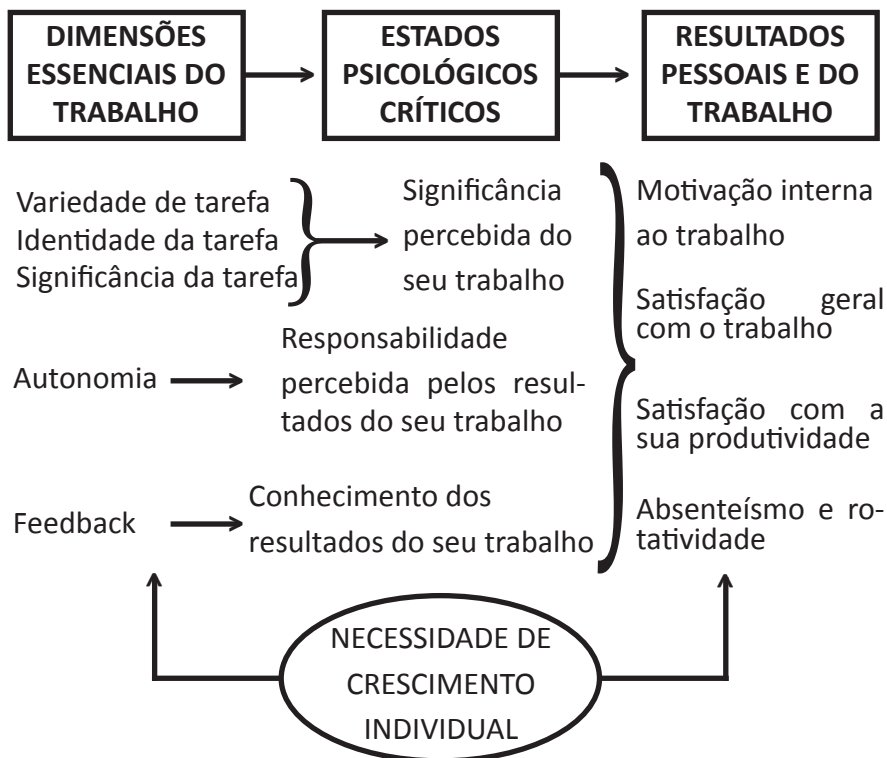 DIMENSÕES
ESSENCIAIS DO
TRABALHO
ESTADOS
PSICOLÓGICOS
CRÍTICOS
RESULTADOS
PESSOAIS E DO
TRABALHO
Variedade de tarefa
Identidade da tarefa
Significância da tarefa
Significância
percebida do
seu trabalho
Autonomia
Responsabilidade
percebida pelos resul-
tados do seu trabalho
Feedback
Conhecimento dos
resultados do seu trabalho
Motivação interna
ao trabalho
Satisfação geral
com o trabalho
Satisfação com a
sua produtividade
Absenteísmo e ro-
tatividade
NECESSIDADE DE
CRESCIMENTO
INDIVIDUAL